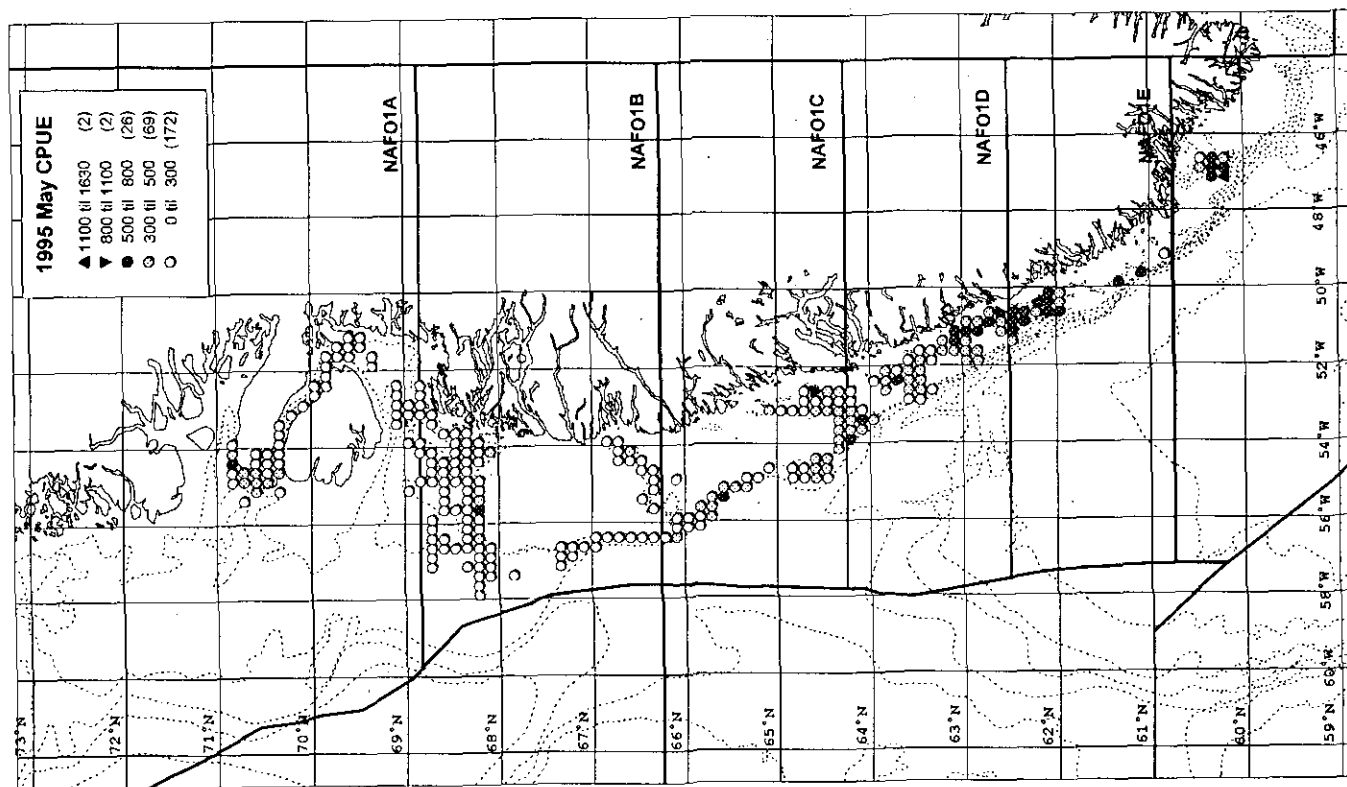 1995 May CPUE
▲ 1100 til 1630 (2)
▼ 800 til 1100 (2)
● 500 til 800 (26)
◎ 300 til 500 (69)
○ 0 til 300 (172)
NAFO1A
NAFO1B
NAFO1C
NAFO1D
NAFO1E
73°N
72°N
71°N
70°N
69°N
68°N
67°N
66°N
65°N
64°N
63°N
62°N
61°N
60°N
59°N
46°W
48°W
50°W
52°W
54°W
56°W
58°W
60°W